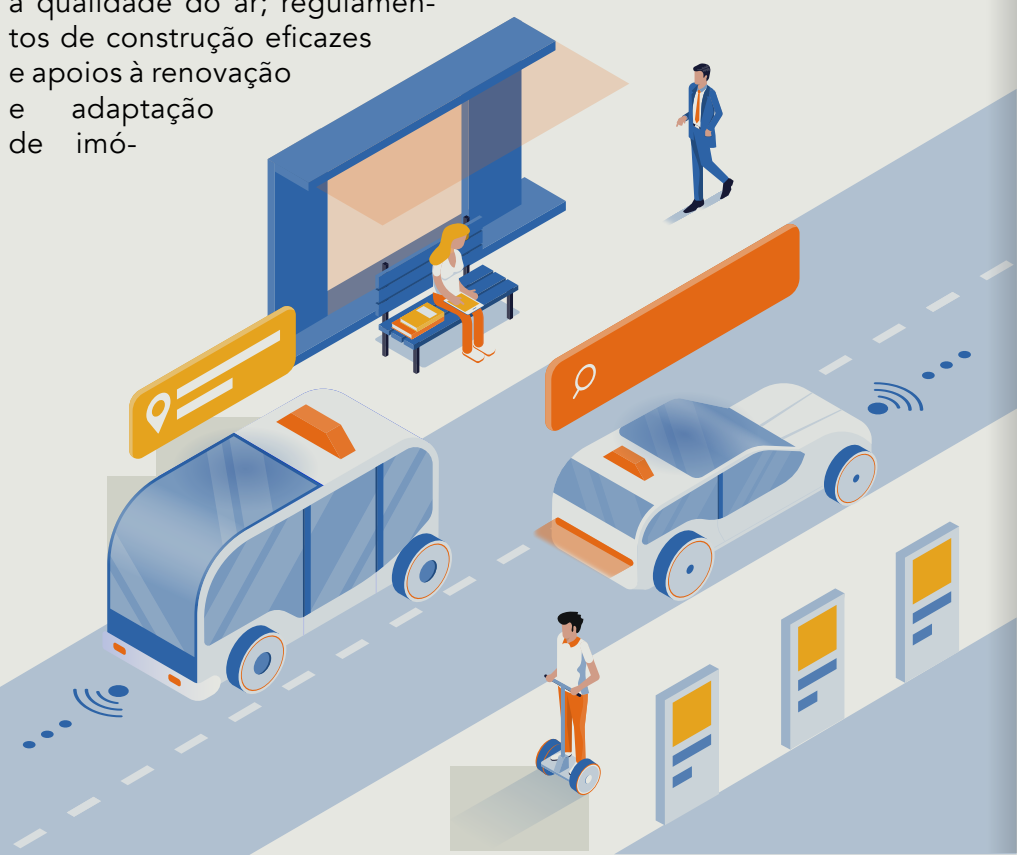 a qualidade do ar; regulamen-
tos de construção eficazes
e apoios à renovação
e adaptação
de imó-